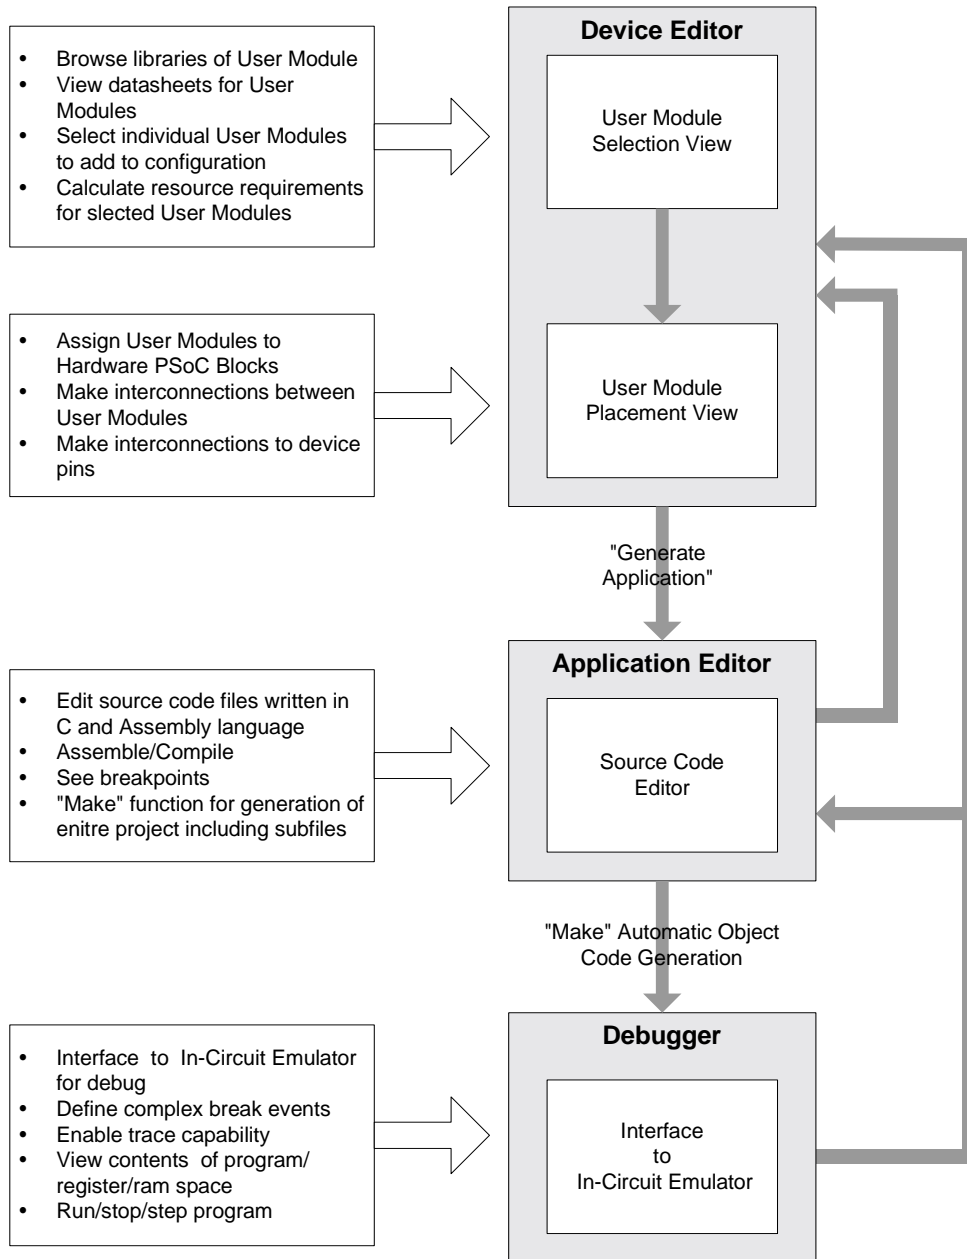 • Browse libraries of User Module
• View datasheets for User
Modules
• Select individual User Modules
to add to configuration
• Calculate resource requirements
for slected User Modules
Device Editor
User Module
Selection View
• Assign User Modules to
Hardware PSoC Blocks
• Make interconnections between
User Modules
• Make interconnections to device
pins
User Module
Placement View
"Generate
Application"
• Edit source code files written in
C and Assembly language
• Assemble/Compile
• See breakpoints
• "Make" function for generation of
enitre project including subfiles
Application Editor
Source Code
Editor
"Make" Automatic Object
Code Generation
• Interface to In-Circuit Emulator
for debug
• Define complex break events
• Enable trace capability
• View contents of program/
register/ram space
• Run/stop/step program
Debugger
Interface
to
In-Circuit Emulator